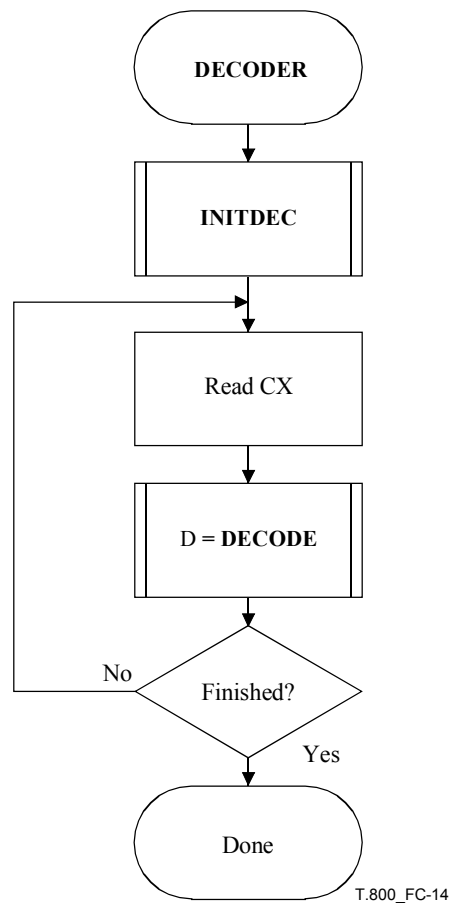 DECODER
INITDEC
Read CX
D = DECODE
No
Finished?
Yes
Done
T.800_FC-14